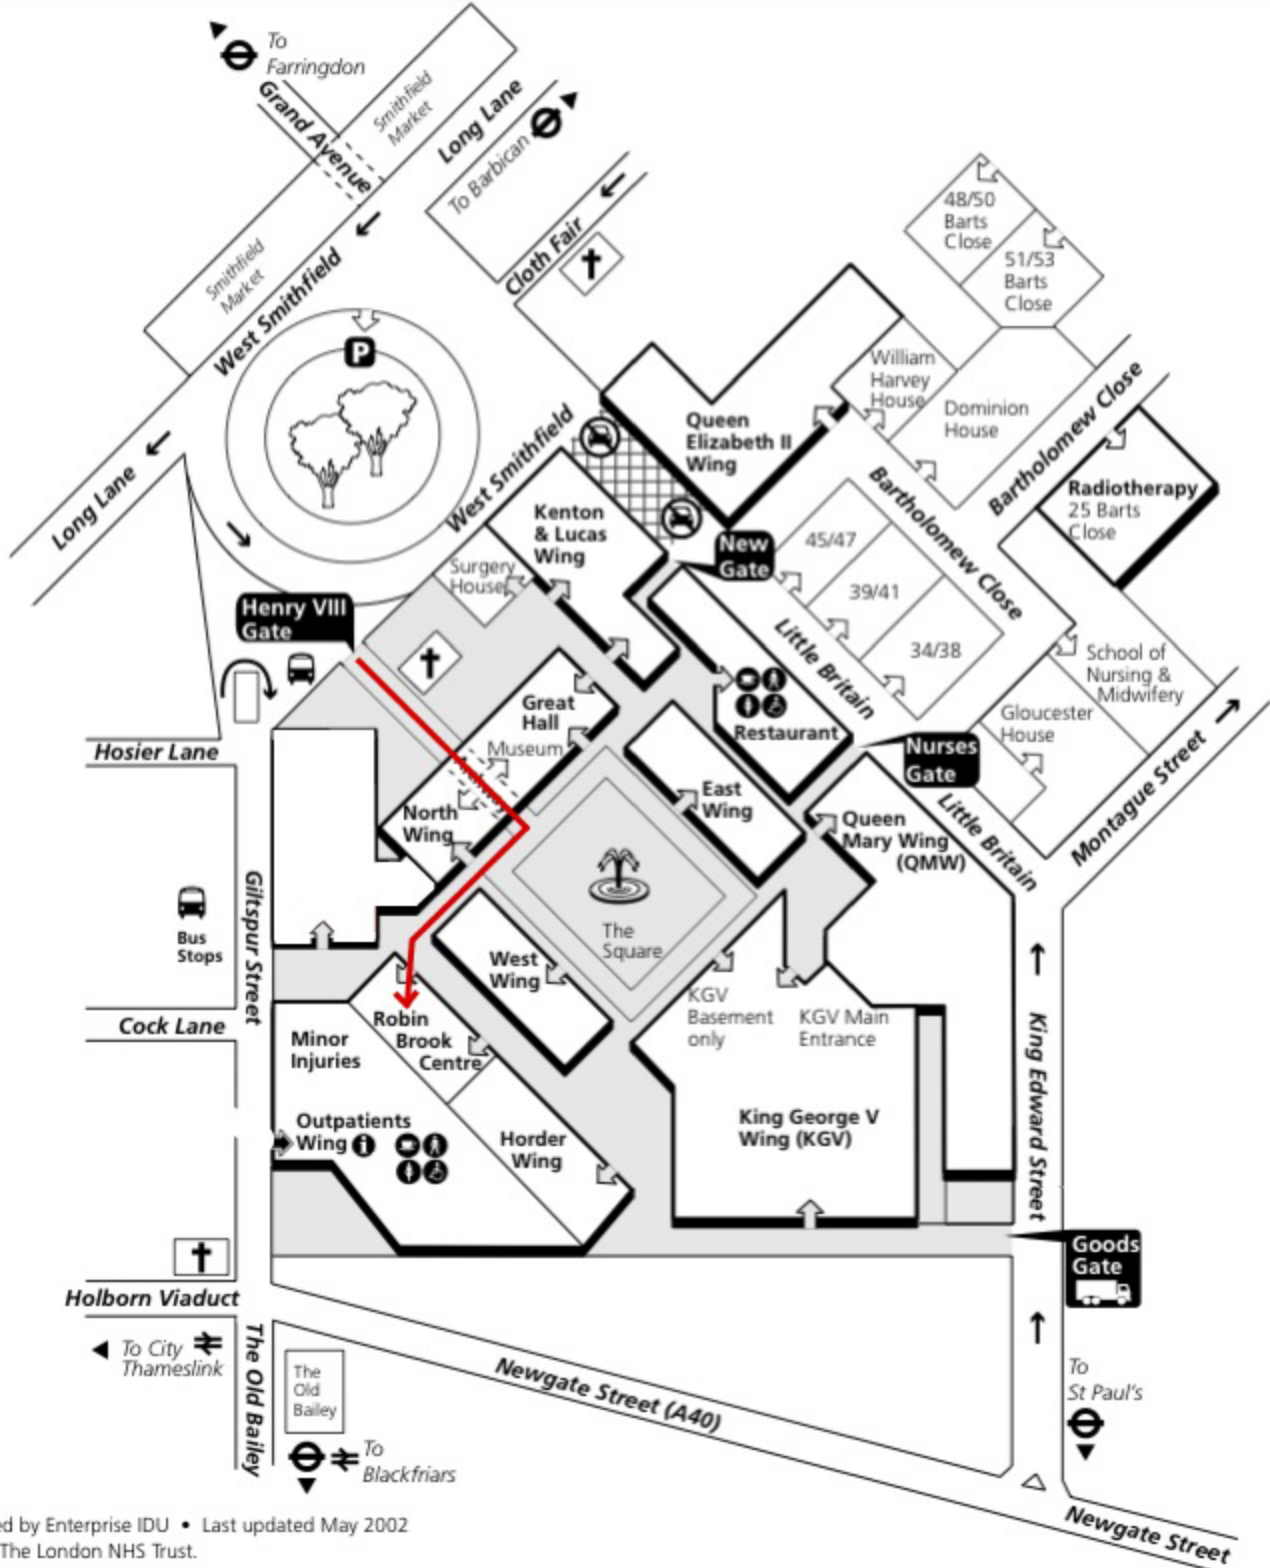 To
Farringdon
Grand Avenue
Smithfield
Market
Long Lane
To Barbican
Cloth Fair
Smithfield
Market
West Smithfield
P
48/50
Barts
Close
51/53
Barts
Close
William
Harvey
House
Dominion
House
Bartholomew Close
Queen
Elizabeth II
Wing
Radiotherapy
25 Barts
Close
Long Lane
West Smithfield
Kenton
& Lucas
Wing
New
Gate
45/47
39/41
34/38
Bartholomew Close
Surgery
House
Henry VIII
Gate
Little Britain
School of
Nursing &
Midwifery
Gloucester
House
Montague Street
Great
Hall
Museum
Restaurant
Nurses
Gate
Hosier Lane
North
Wing
East
Wing
Queen
Mary Wing
(QMW)
Little Britain
Giltspur Street
Bus
Stops
The
Square
West
Wing
KGV
Basement
only
KGV Main
Entrance
Cock Lane
Robin
Brook
Centre
Minor
Injuries
King Edward Street
Outpatients
Wing i
Horder
Wing
King George V
Wing (KGV)
Goods
Gate
Holborn Viaduct
To City
Thameslink
The Old Bailey
The
Old
Bailey
To
Blackfriars
Newgate Street (A40)
To
St Paul's
Newgate Street
ed by Enterprise IDU • Last updated May 2002
The London NHS Trust.